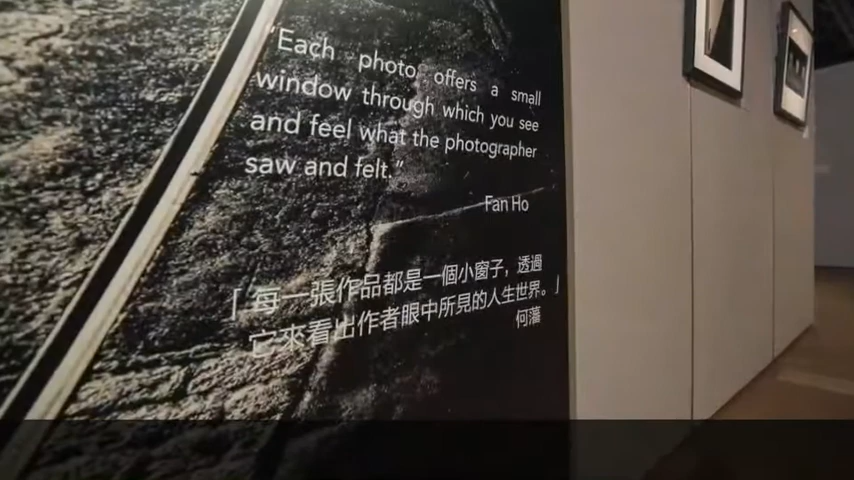 "Each photo offers a small
window through which you see
and feel what the photographer
saw and felt."
Fan Ho
「每一張作品都是一個小窗子，透過
它來看出作者眼中所見的人生世界。」
何藩